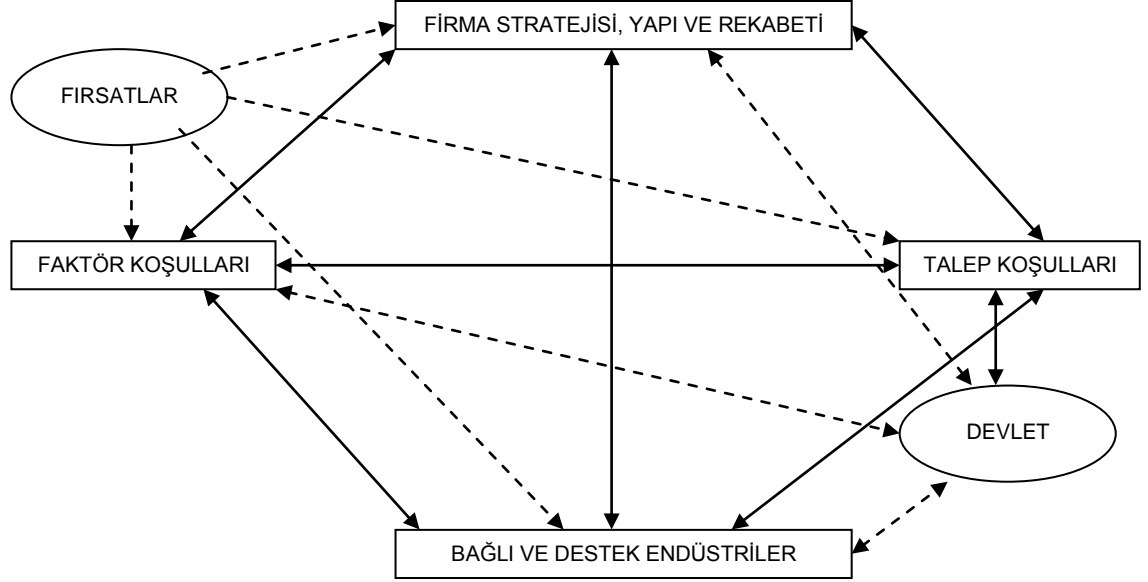 FİRMA STRATEJİSİ, YAPI VE REKABETİ
FIRSATLAR
FAKTÖR KOŞULLARI
TALEP KOŞULLARI
DEVLET
BAĞLI VE DESTEK ENDÜSTRİLER